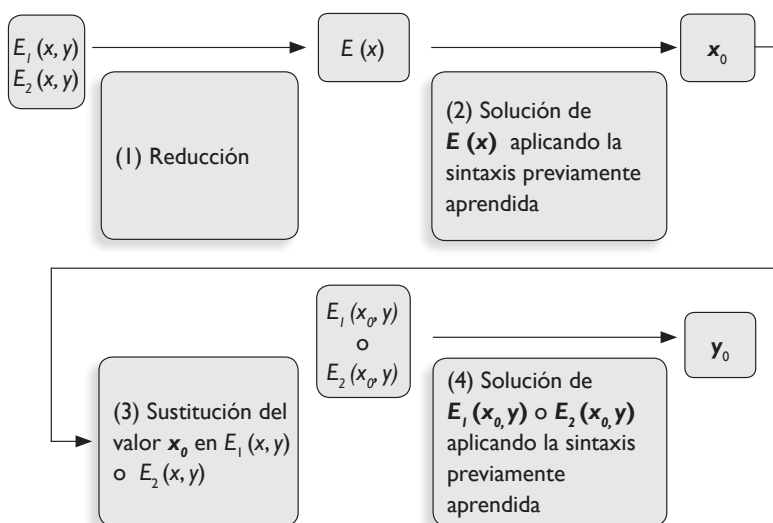 E₁ (x, y)
E₂ (x, y)
E (x)
x₀
(1) Reducción
(2) Solución de
E (x) aplicando la
sintaxis previamente
aprendida
E₁ (x₀, y)
o
E₂ (x₀, y)
y₀
(3) Sustitución del
valor x₀ en E₁ (x, y)
o E₂ (x, y)
(4) Solución de
E₁ (x₀, y) o E₂ (x₀, y)
aplicando la sintaxis
previamente
aprendida